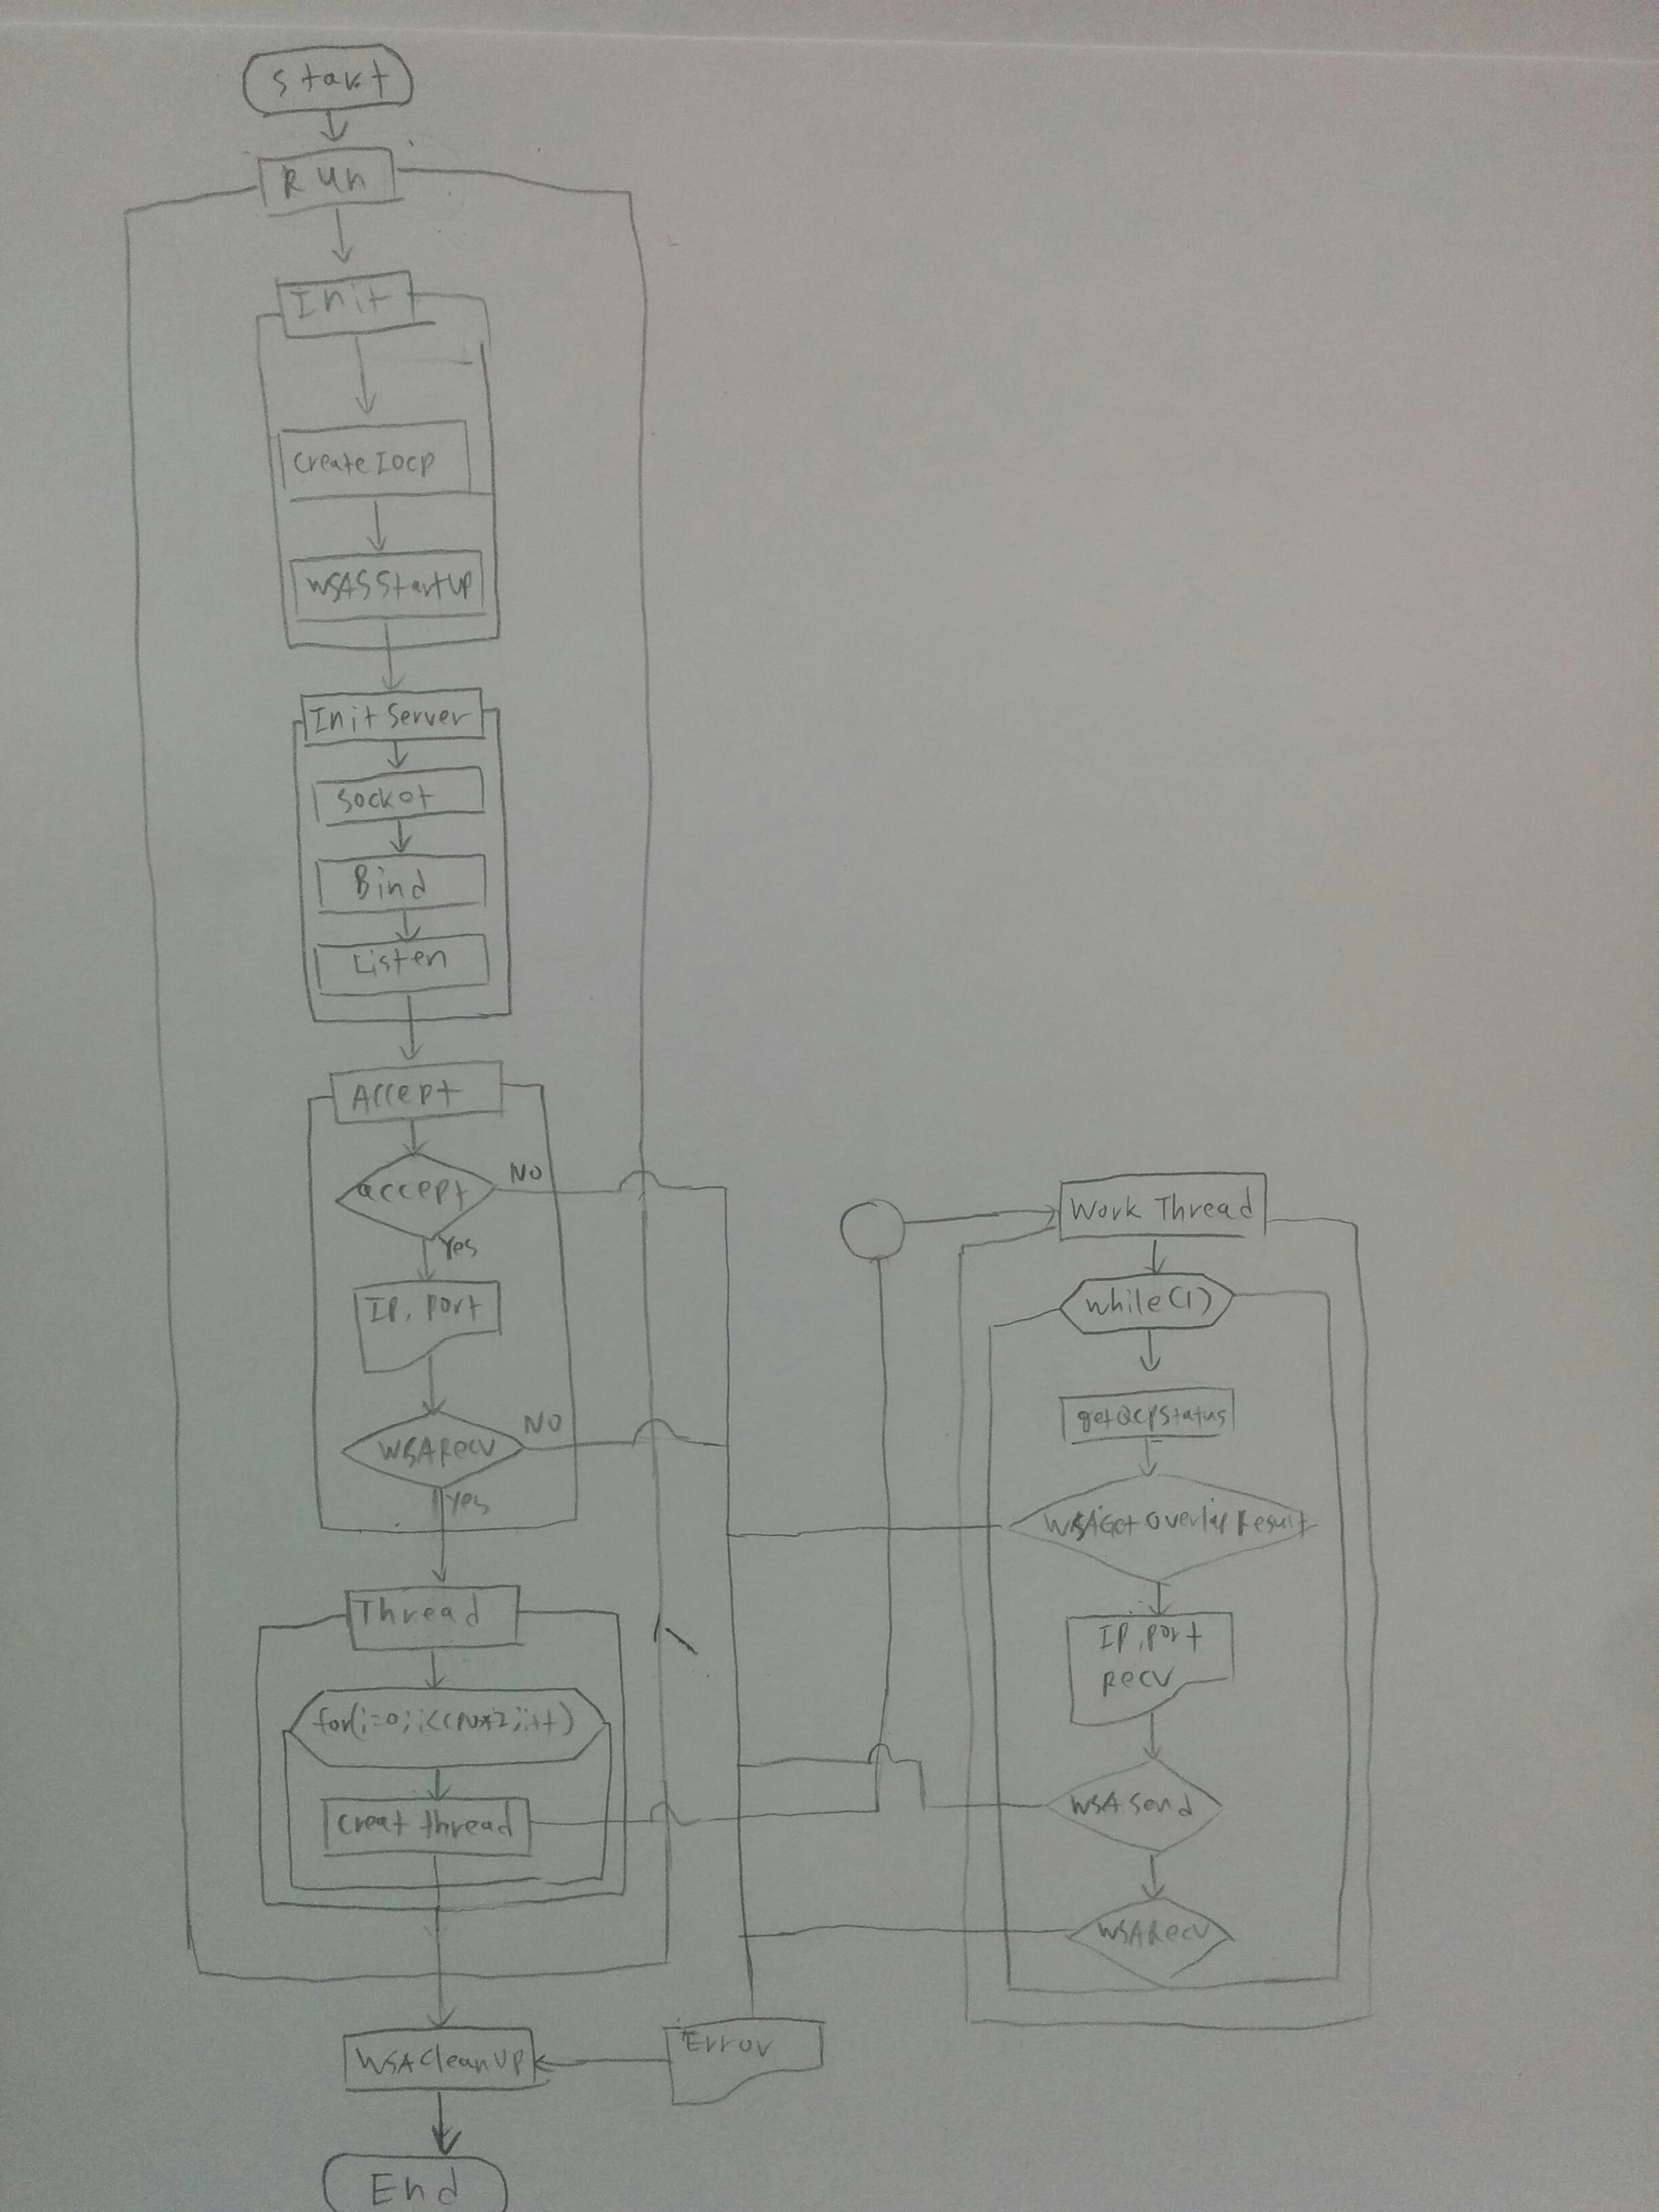 Start
Run
Init
Create IOCP
WSASStartUP
Init Server
Socket
Bind
Listen
Accept
accept
NO
Yes
IP, Port
WSARecv
NO
Yes
Thread
for(i=0; i<CPU*2; i++)
Creat thread
WSACleanUP
Error
End
Work Thread
while(1)
getQCPStatus
WSAGetOverlapResult
IP, Port
Recv
WSASend
WSARecv